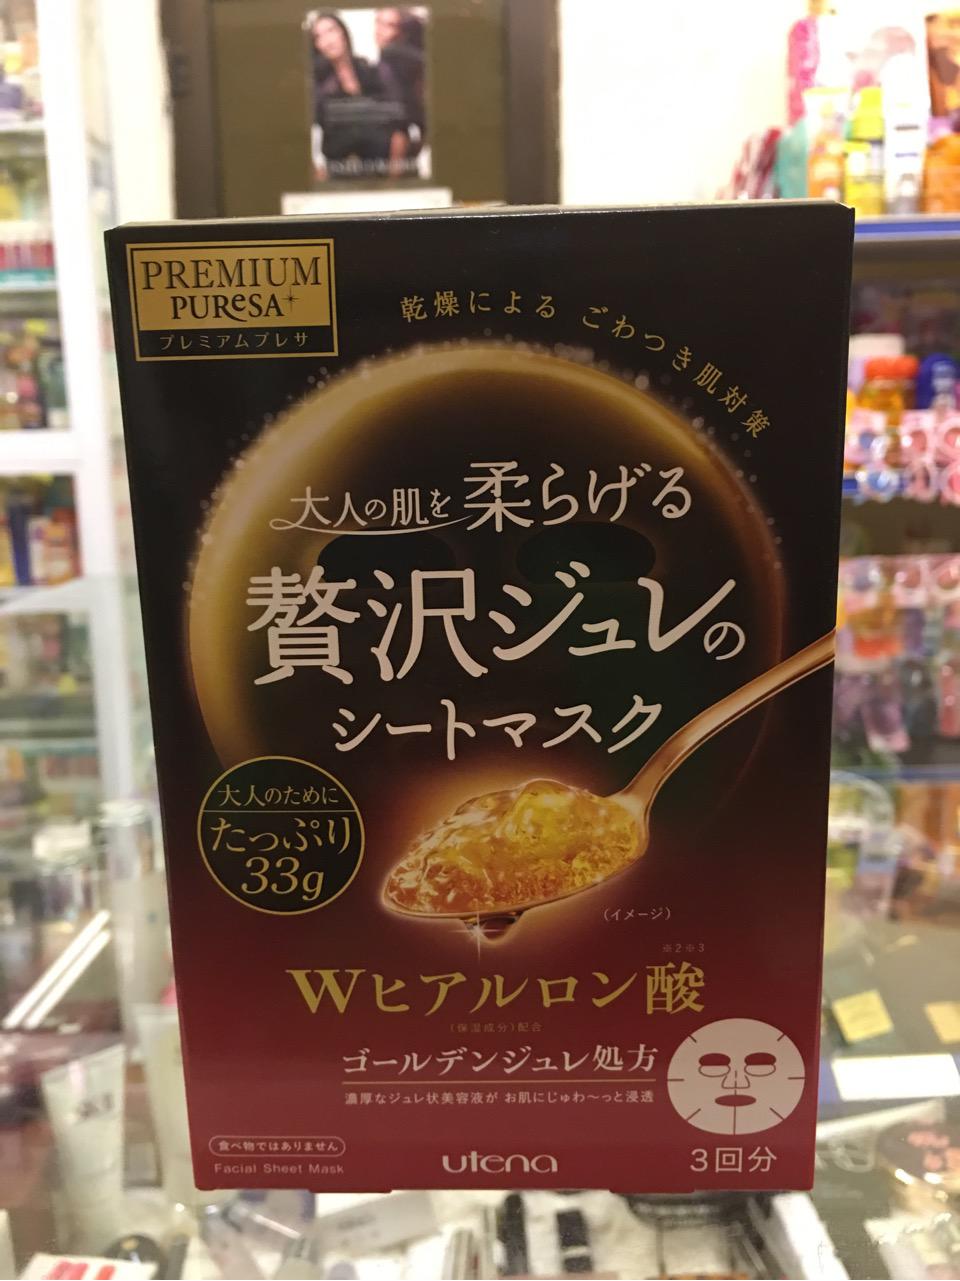 PREMIUM
PUReSA
プレミアムプレサ
乾燥による ごわつき肌対策
大人の肌を柔らげる
贅沢ジュレの
シートマスク
大人のために
たっぷり
33g
(イメージ)
※2※3
Wヒアルロン酸
(保湿成分)配合
ゴールデンジュレ処方
濃厚なジュレ状美容液が お肌にじゅわ〜っと浸透
食べ物ではありません
Facial Sheet Mask
utena
3回分